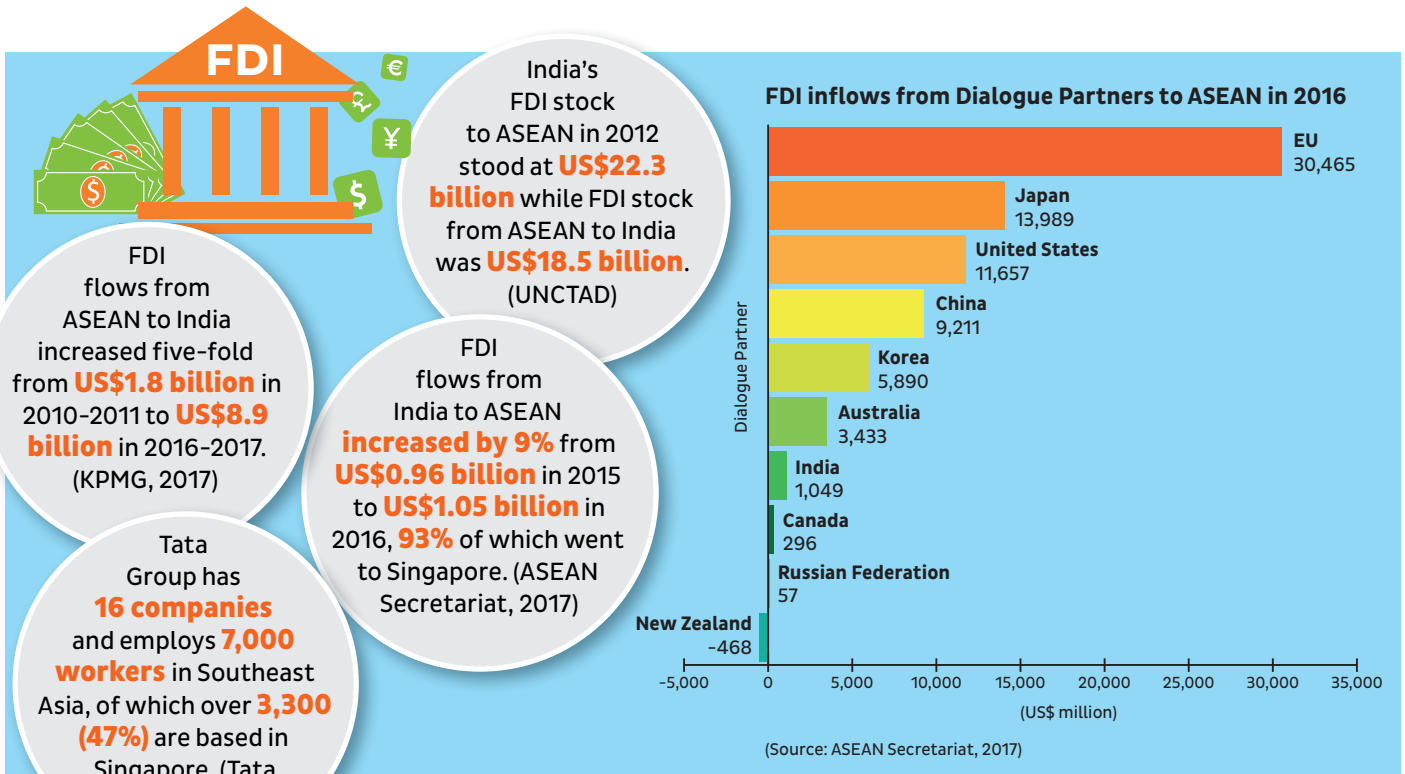 FDI
€
£
¥
$
$
India's
FDI stock
to ASEAN in 2012
stood at US$22.3
billion while FDI stock
from ASEAN to India
was US$18.5 billion.
(UNCTAD)
FDI
flows from
ASEAN to India
increased five-fold
from US$1.8 billion in
2010-2011 to US$8.9
billion in 2016-2017.
(KPMG, 2017)
FDI
flows from
India to ASEAN
increased by 9% from
US$0.96 billion in 2015
to US$1.05 billion in
2016, 93% of which went
to Singapore. (ASEAN
Secretariat, 2017)
Tata
Group has
16 companies
and employs 7,000
workers in Southeast
Asia, of which over 3,300
(47%) are based in
Singapore. (Tata
FDI inflows from Dialogue Partners to ASEAN in 2016
Dialogue Partner
EU
30,465
Japan
13,989
United States
11,657
China
9,211
Korea
5,890
Australia
3,433
India
1,049
Canada
296
Russian Federation
57
New Zealand
-468
-5,000 0 5,000 10,000 15,000 20,000 25,000 30,000 35,000
(US$ million)
(Source: ASEAN Secretariat, 2017)